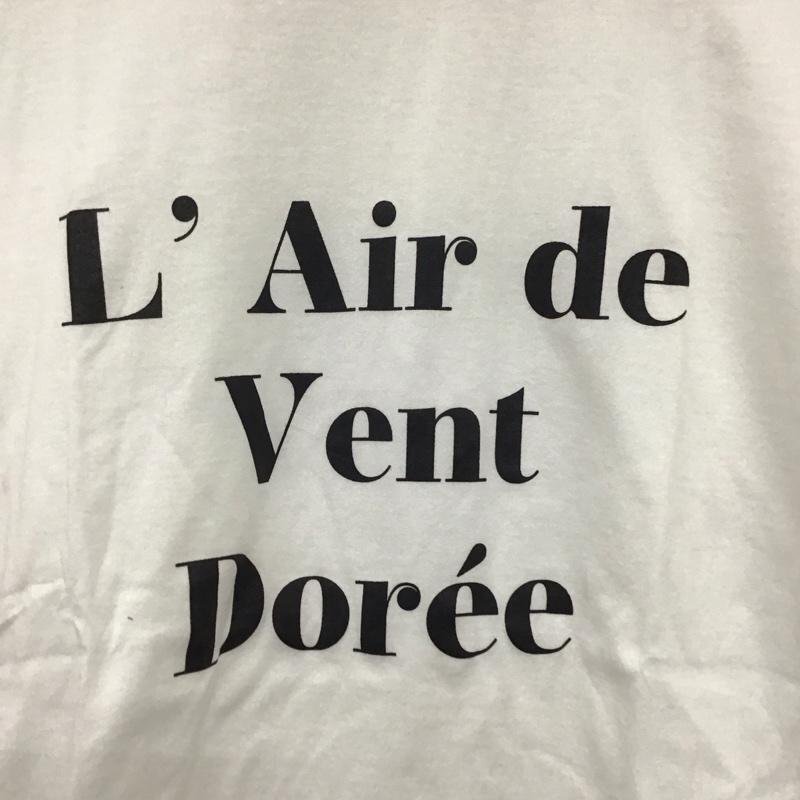 L' Air de
Vent
Dorée